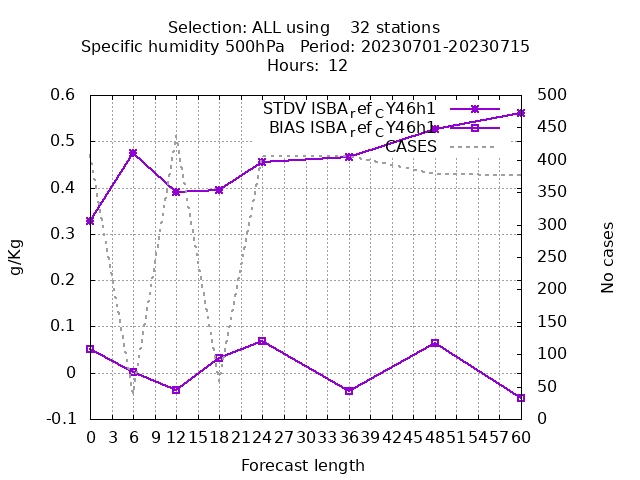 Selection: ALL using 32 stations
Specific humidity 500hPa Period: 20230701-20230715
Hours: 12
STDV ISBA_ref_CY46h1
BIAS ISBA_ref_CY46h1
CASES
0.6
0.5
0.4
0.3
0.2
0.1
0
-0.1
g/Kg
500
450
400
350
300
250
200
150
100
50
0
No cases
0 3 6 9 12 15 18 21 24 27 30 33 36 39 42 45 48 51 54 57 60
Forecast length